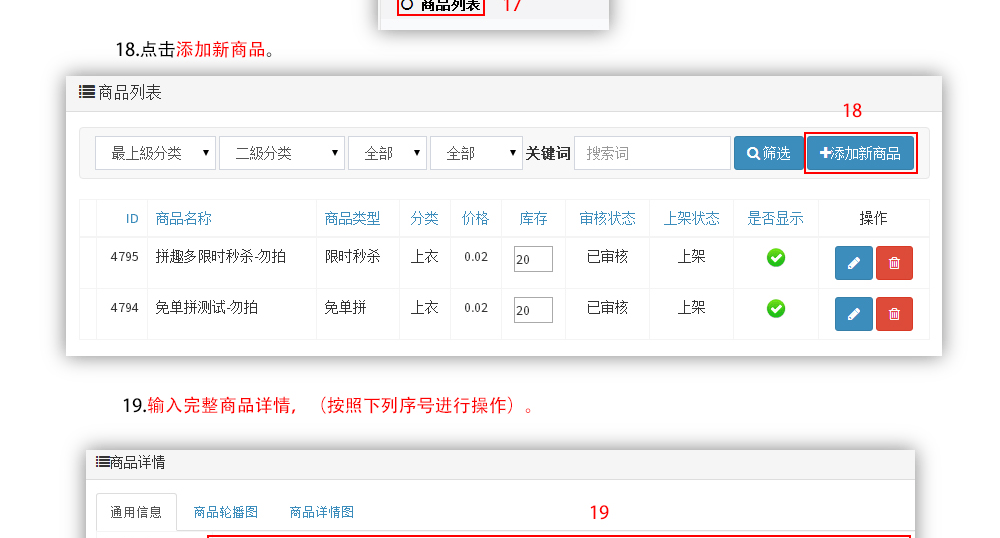 商品列表 17
18.点击添加新商品。
商品列表
18
最上級分类 二級分类 全部 全部 关键词 搜索词 筛选 添加新商品
ID 商品名称 商品类型 分类 价格 库存 审核状态 上架状态 是否显示 操作
4795 拼趣多限时秒杀-勿拍 限时秒杀 上衣 0.02 20 已审核 上架
4794 免单拼测试-勿拍 免单拼 上衣 0.02 20 已审核 上架
19.输入完整商品详情，（按照下列序号进行操作）。
商品详情
通用信息 商品轮播图 商品详情图 19